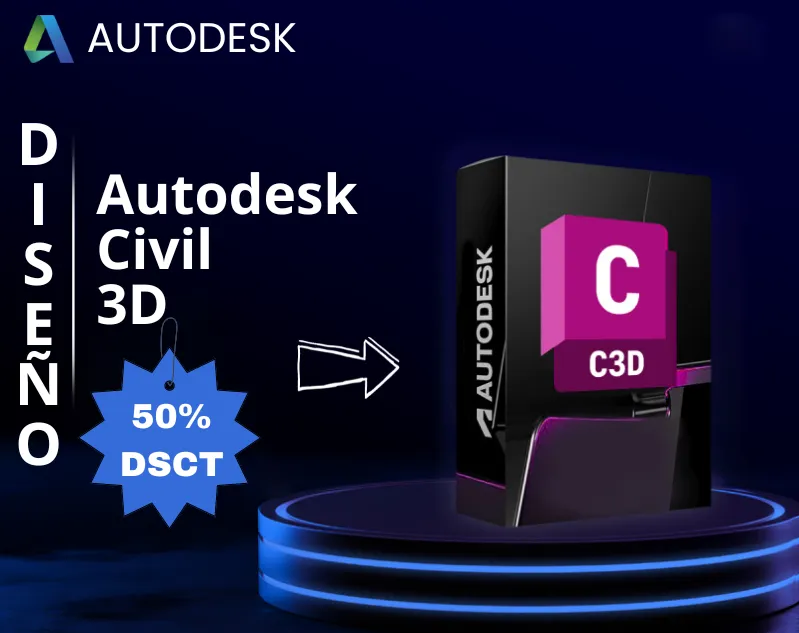 AUTODESK
DISEÑO
Autodesk
Civil
3D
50%
DSCT
AUTODESK
C
C3D